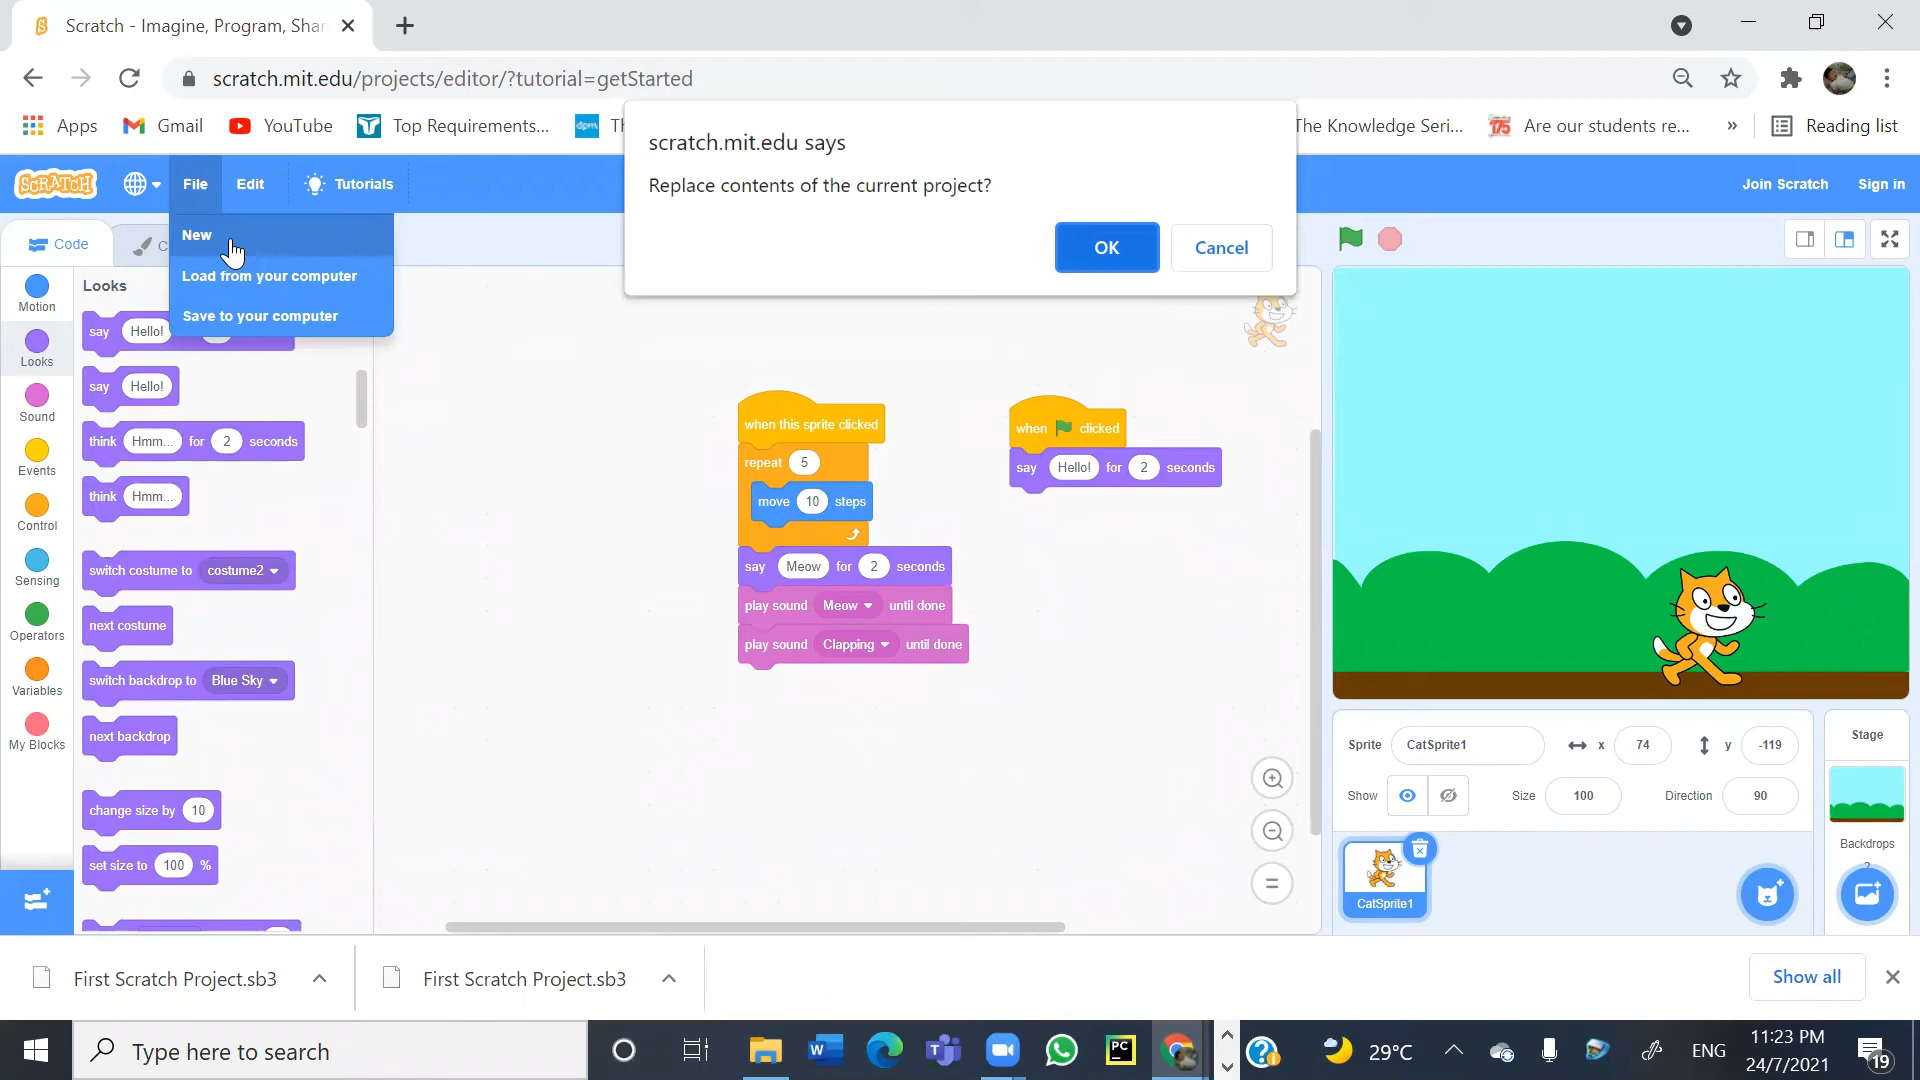 Scratch - Imagine, Program, Shar
scratch.mit.edu/projects/editor/?tutorial=getStarted
Apps
Gmail
YouTube
Top Requirements...
dpm
The Knowledge Seri...
T75
Are our students re...
»
Reading list
scratch.mit.edu says
Replace contents of the current project?
OK
Cancel
SCRATCH
File
Edit
Tutorials
Join Scratch
Sign in
New
Load from your computer
Save to your computer
Code
Motion
Looks
Sound
Events
Control
Sensing
Operators
Variables
My Blocks
Looks
say Hello!
say Hello!
think Hmm... for 2 seconds
think Hmm...
switch costume to costume2
next costume
switch backdrop to Blue Sky
next backdrop
change size by 10
set size to 100 %
when this sprite clicked
repeat 5
move 10 steps
say Meow for 2 seconds
play sound Meow until done
play sound Clapping until done
when clicked
say Hello! for 2 seconds
Sprite CatSprite1 x 74 y -119
Show Size 100 Direction 90
CatSprite1
Stage
Backdrops
First Scratch Project.sb3
First Scratch Project.sb3
Show all
Type here to search
PC
29°C
ENG
11:23 PM
24/7/2021
19